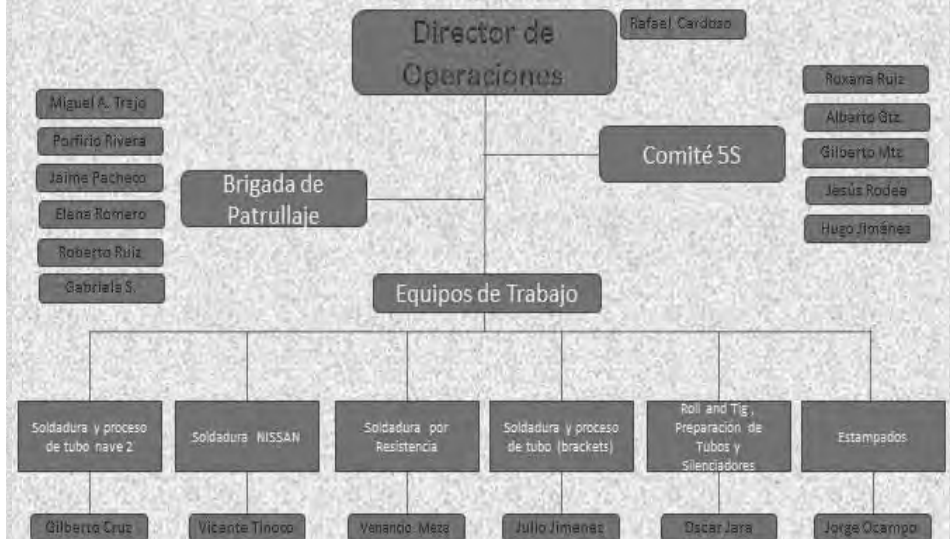 Director de
Operaciones
Rafael Cardoso
Miguel A. Trejo
Porfirio Rivera
Jaime Pacheco
Elena Romero
Roberto Ruiz
Gabriela S.
Brigada de
Patrullaje
Comité 5S
Roxana Ruiz
Alberto Gtz.
Gilberto Mtz
Jesús Rodea
Hugo Jiménez
Equipos de Trabajo
Soldadura y proceso
de tubo nave 2
Soldadura NISSAN
Soldadura por
Resistencia
Soldadura y proceso
de tubo (brackets)
Roll and Tig ,
Preparación de
Tubos y
Silenciadores
Estampados
Gilberto Cruz
Vicente Tinoco
Venancio Meza
Julio Jimenez
Oscar Jara
Jorge Ocampo